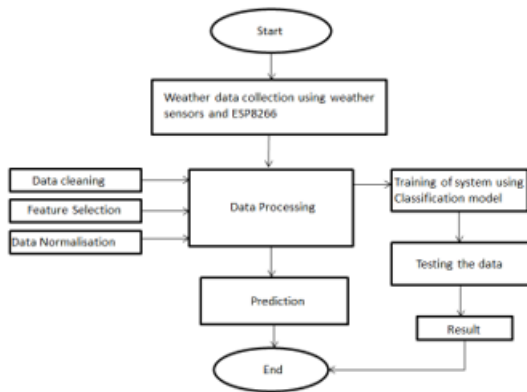 Start
Weather data collection using weather
sensors and ESP8266
Data cleaning
Feature Selection
Data Normalisation
Data Processing
Training of system using
Classification model
Testing the data
Prediction
Result
End